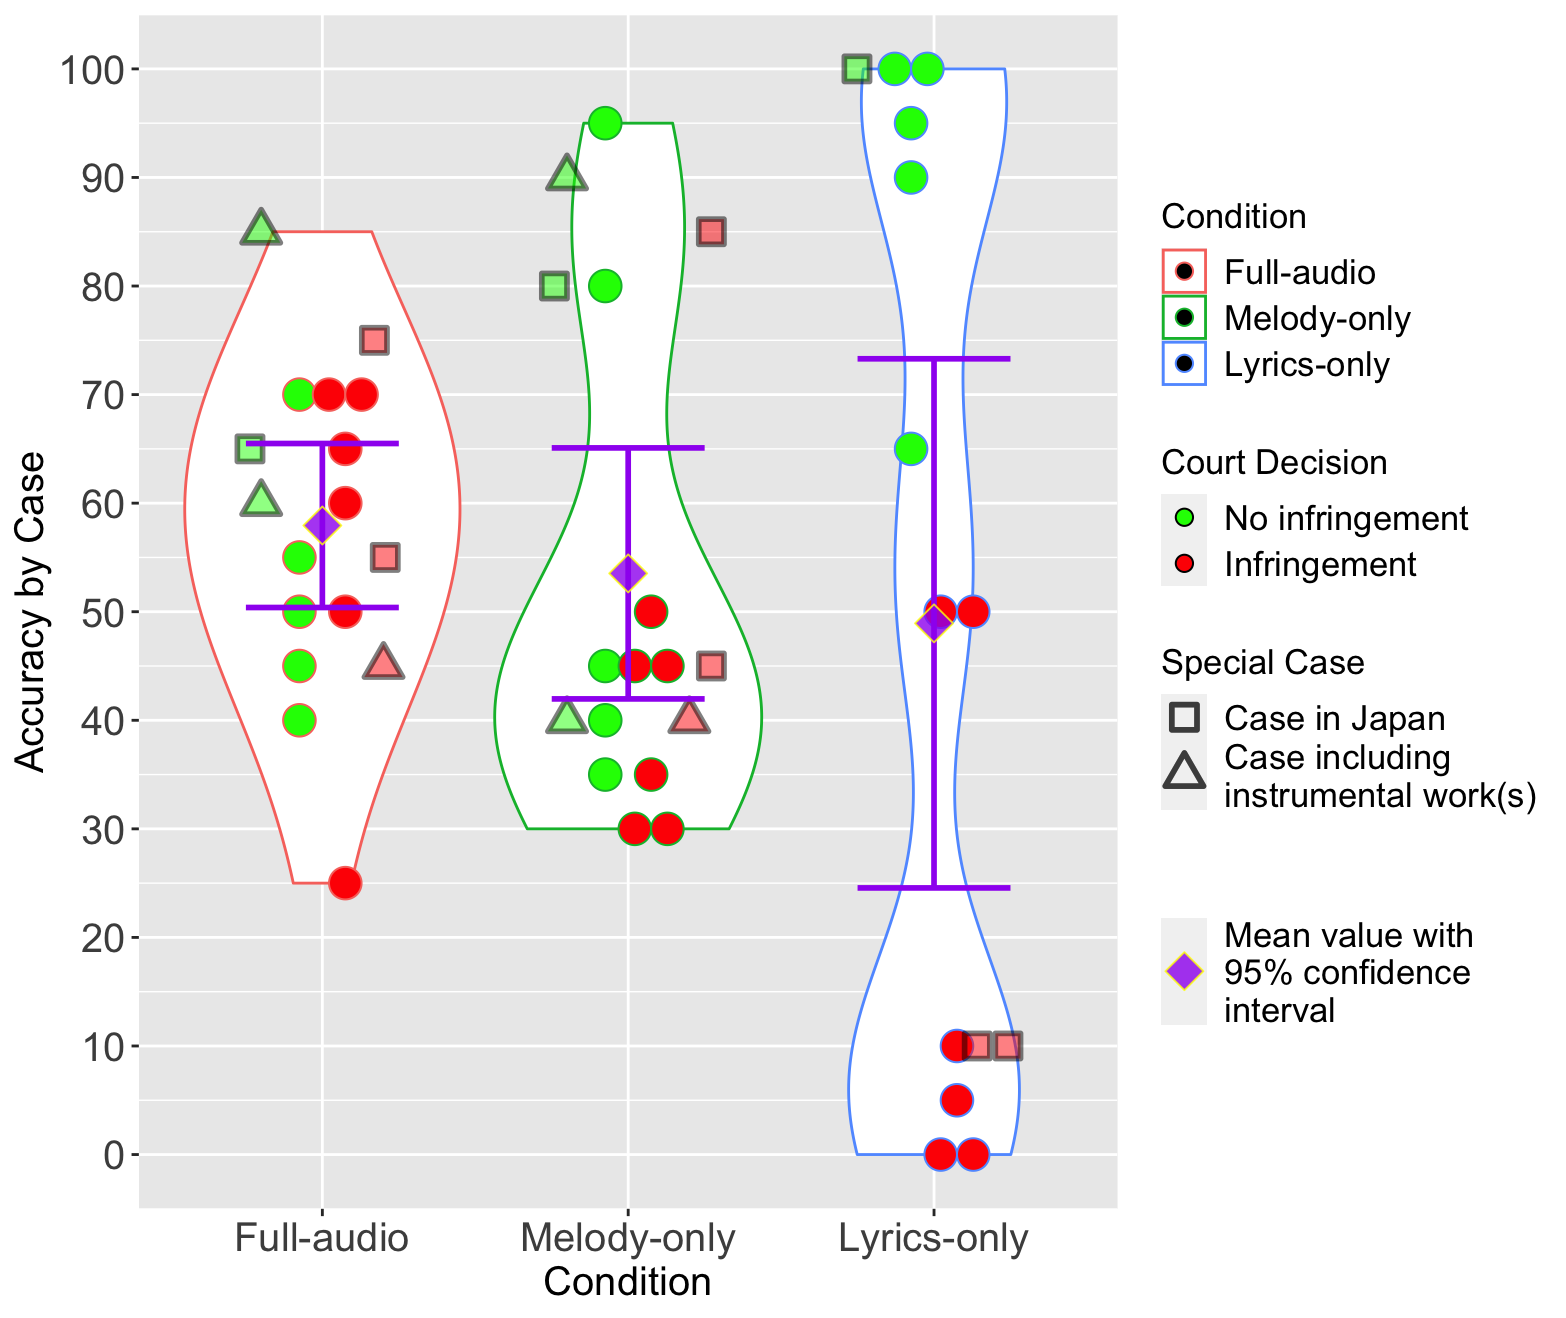 100
90
80
70
60
50
40
30
20
10
0
Accuracy by Case
Full-audio
Melody-only
Lyrics-only
Condition
Condition
Full-audio
Melody-only
Lyrics-only
Court Decision
No infringement
Infringement
Special Case
Case in Japan
Case including
instrumental work(s)
Mean value with
95% confidence
interval